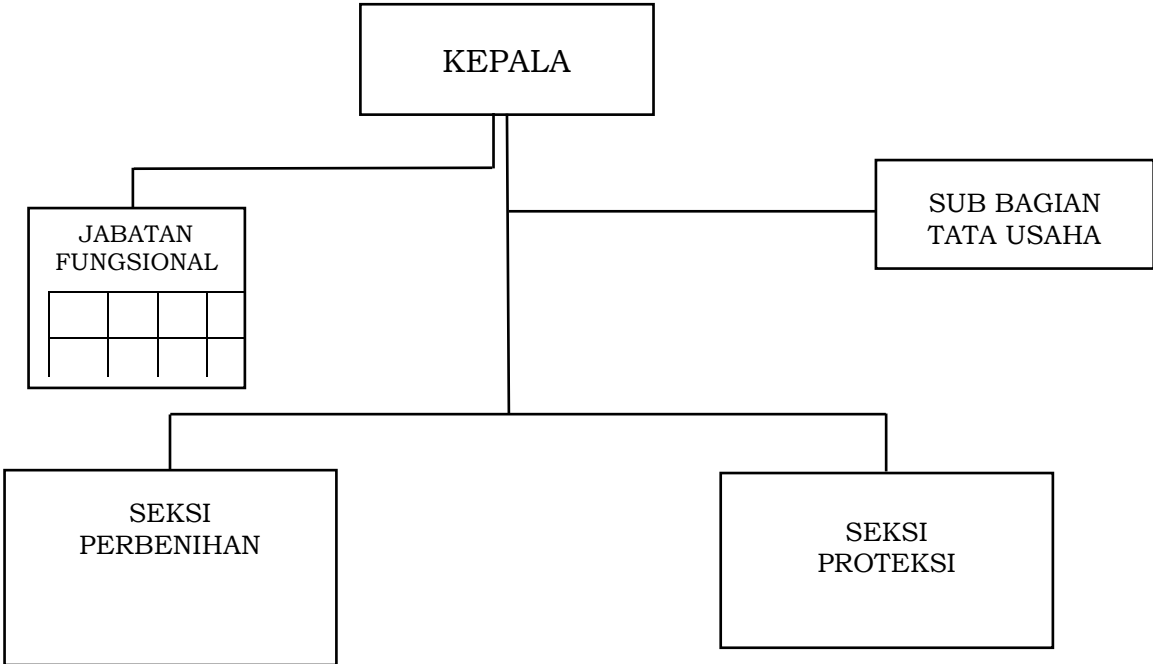 KEPALA
SUB BAGIAN
TATA USAHA
JABATAN
FUNGSIONAL
SEKSI
PERBENIHAN
SEKSI
PROTEKSI